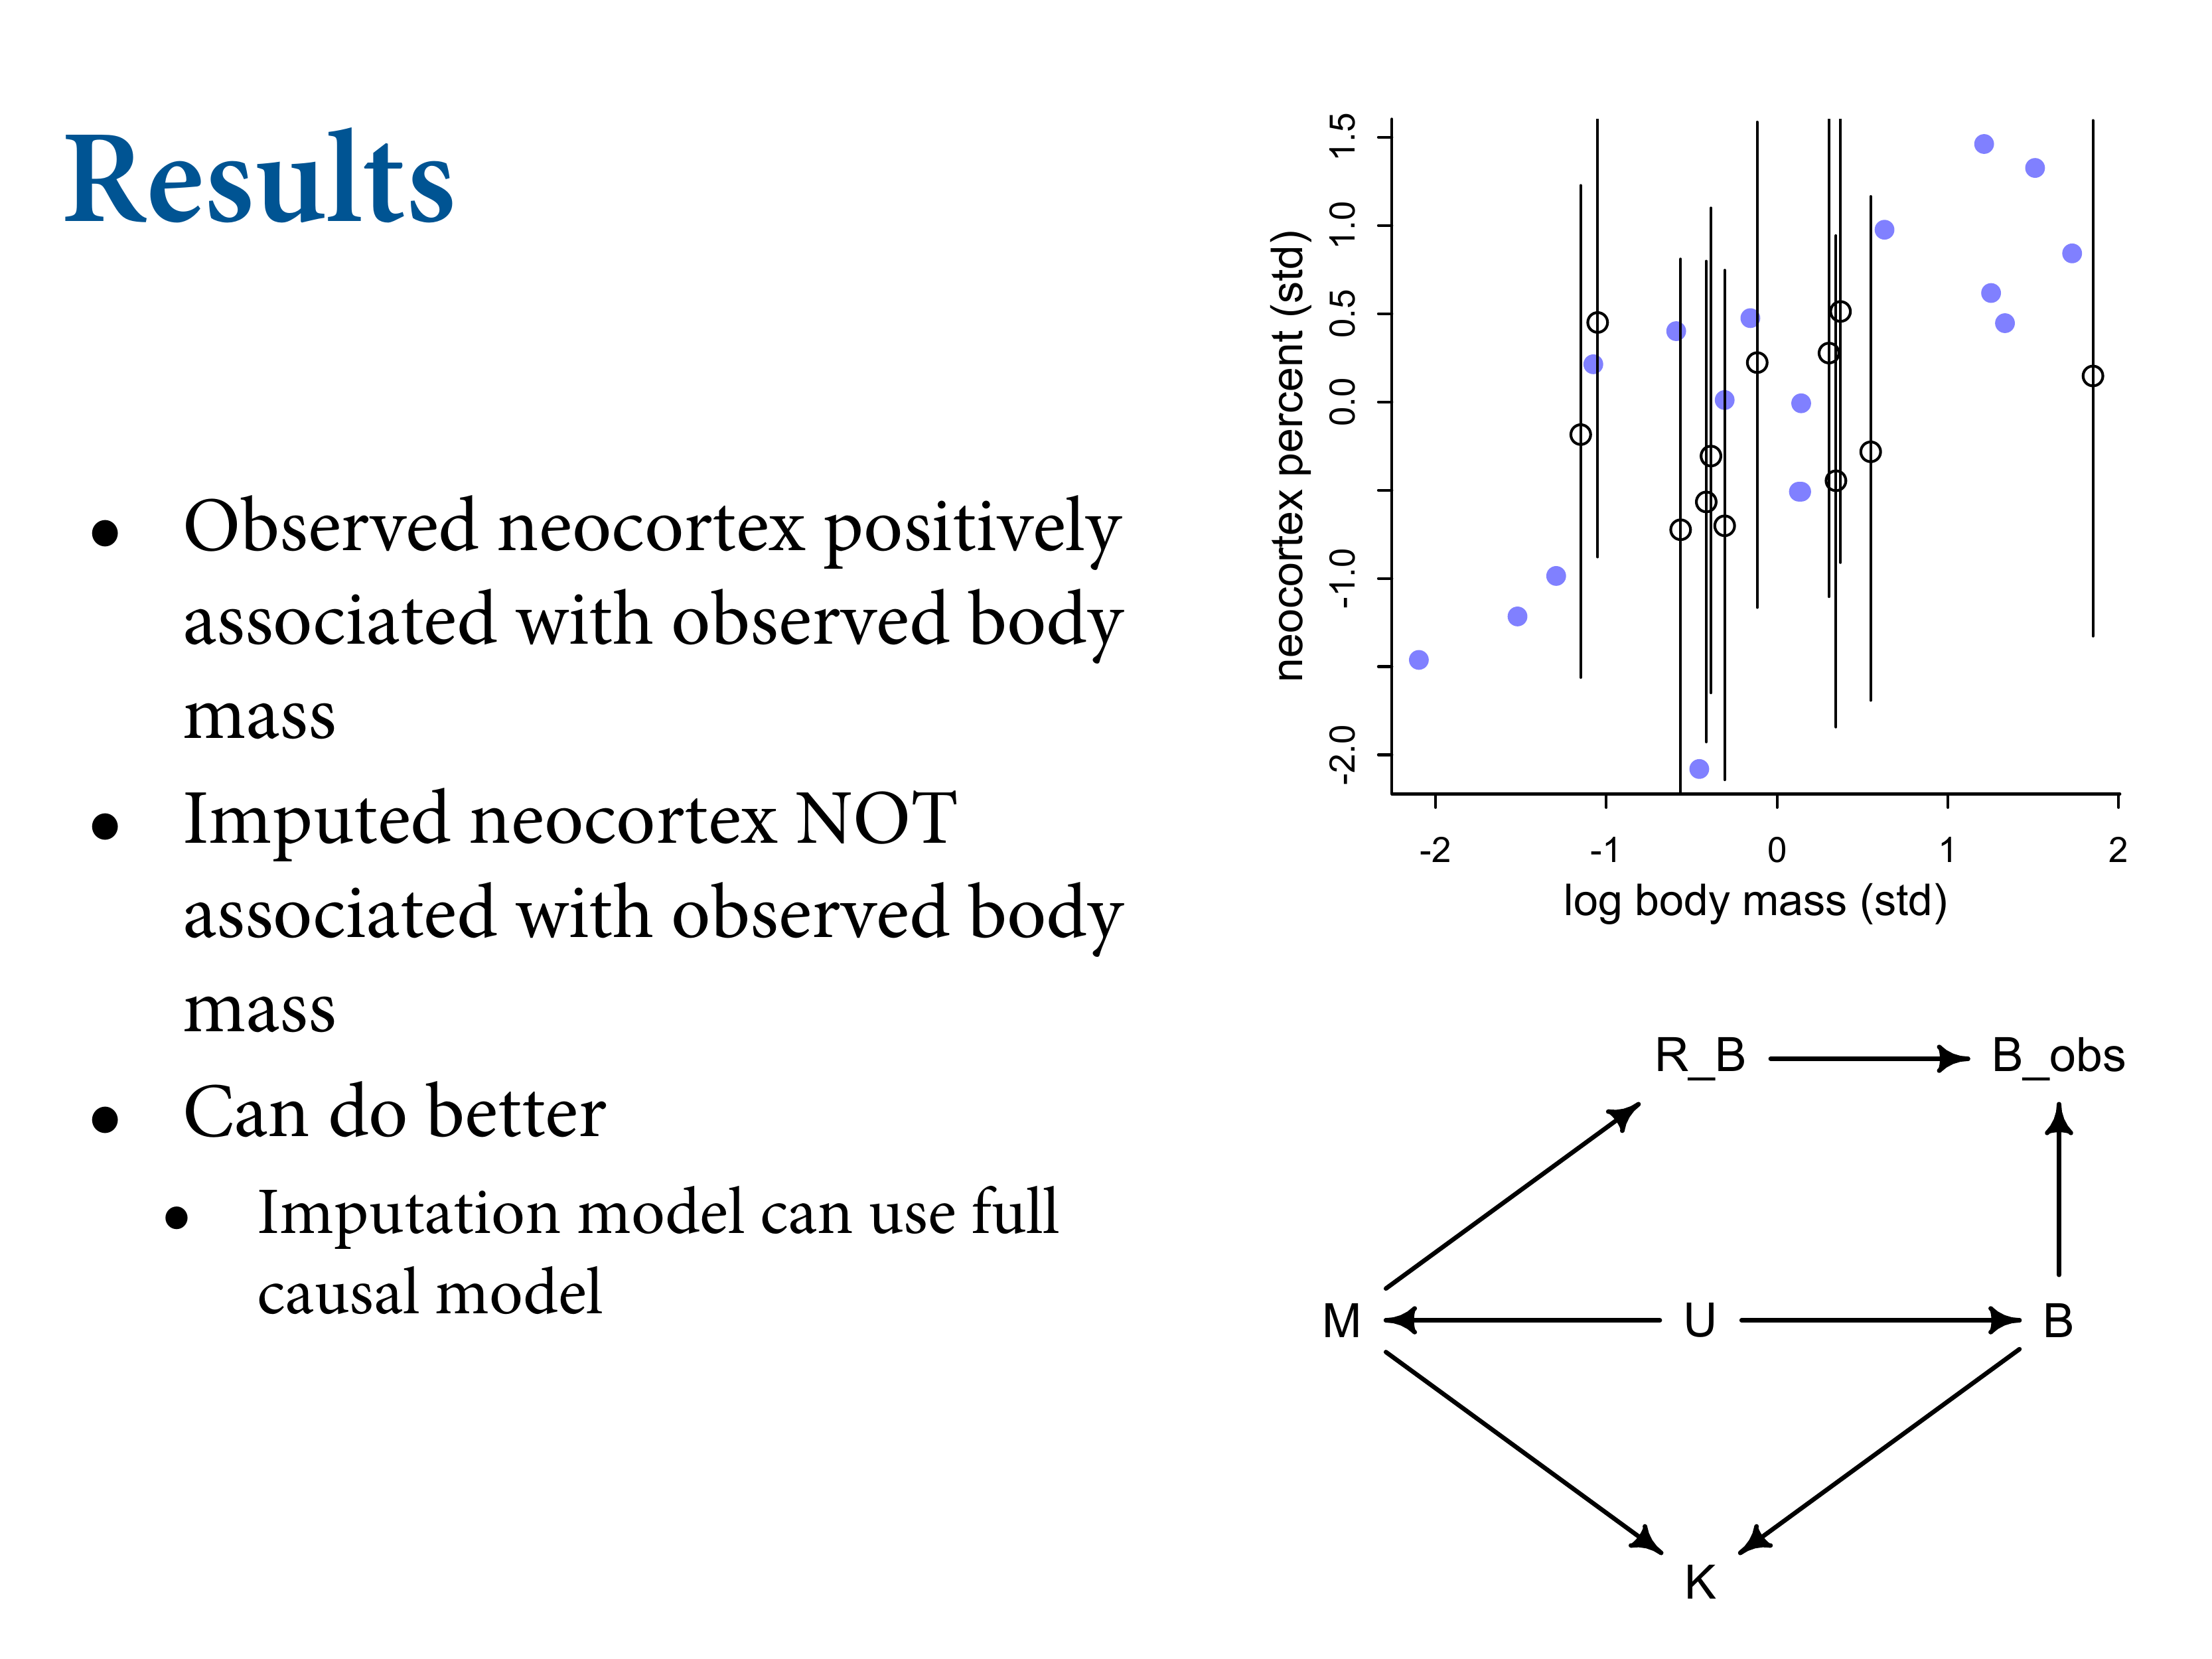 Results
• Observed neocortex positively
associated with observed body
mass
• Imputed neocortex NOT
associated with observed body
mass
• Can do better
• Imputation model can use full
causal model
neocortex percent (std)
1.5
1.0
0.5
0.0
-1.0
-2.0
-2 -1 0 1 2
log body mass (std)
R_B B_obs
M U B
K